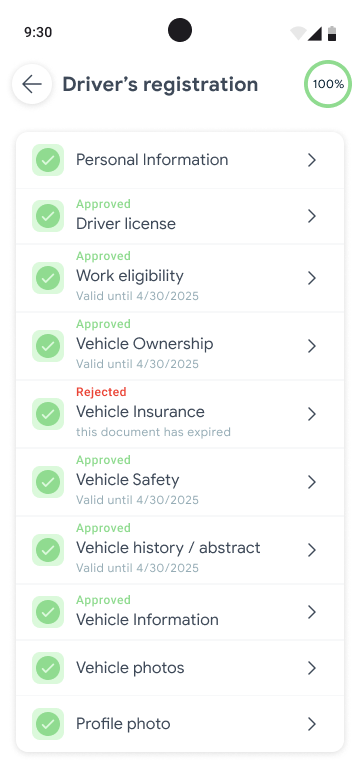 9:30
Driver's registration
100%
Personal Information
Approved
Driver license
Approved
Work eligibility
Valid until 4/30/2025
Approved
Vehicle Ownership
Valid until 4/30/2025
Rejected
Vehicle Insurance
this document has expired
Approved
Vehicle Safety
Valid until 4/30/2025
Approved
Vehicle history / abstract
Valid until 4/30/2025
Approved
Vehicle Information
Vehicle photos
Profile photo